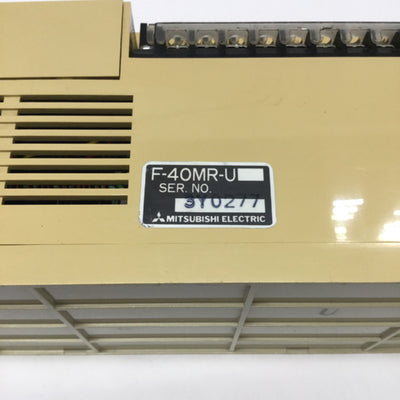 F-40MR-U
SER. NO.
3Y0277
MITSUBISHI ELECTRIC